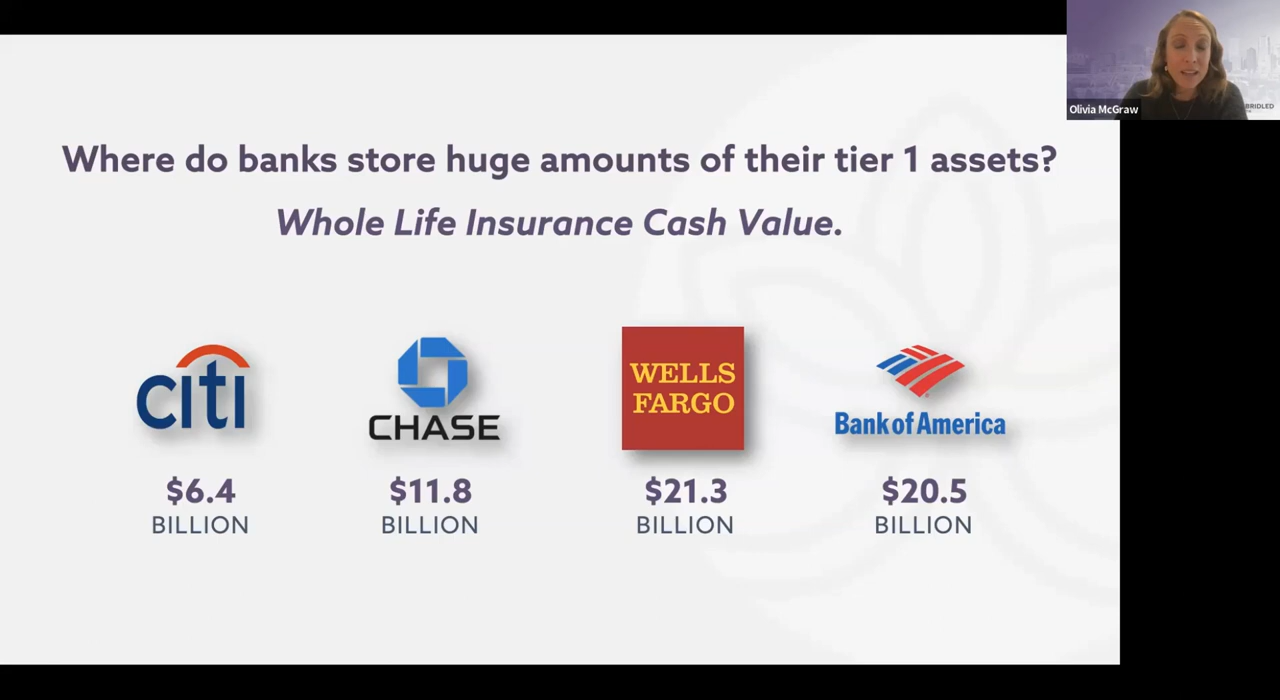 Where do banks store huge amounts of their tier 1 assets?
Whole Life Insurance Cash Value.
citi
CHASE
WELLS
FARGO
Bank of America
$6.4
BILLION
$11.8
BILLION
$21.3
BILLION
$20.5
BILLION
Olivia McGraw
BRIDLED